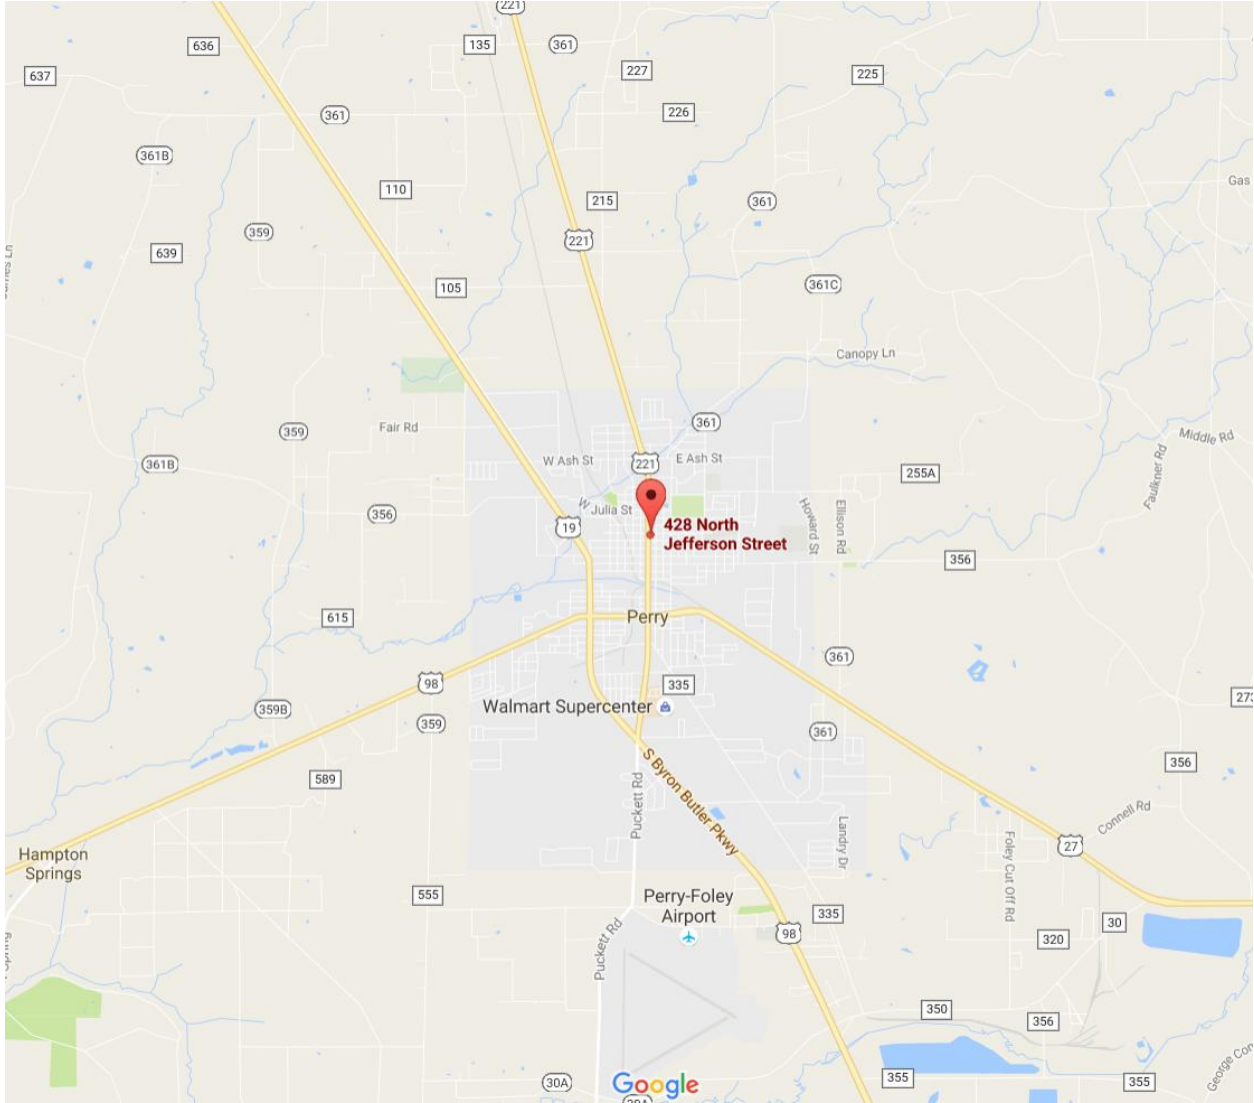 221
636
135
361
637
227
225
361
226
361B
110
215
361
359
221
Gas
639
James Ln
105
361C
Canopy Ln
361
Fair Rd
359
Middle Rd
W Ash St
221
E Ash St
361B
255A
Faulkner Rd
W Julia St
356
19
428 North
Jefferson Street
Howard St
Ellison Rd
356
615
Perry
361
98
335
273
359B
Walmart Supercenter
359
361
S Byron Butler Pkwy
356
589
Puckett Rd
Connell Rd
Landry Dr
27
Foley Cut Off Rd
Hampton
Springs
555
Perry-Foley
Airport
335
30
98
320
Puckett Rd
350
356
355
355
30A
Google
George Con